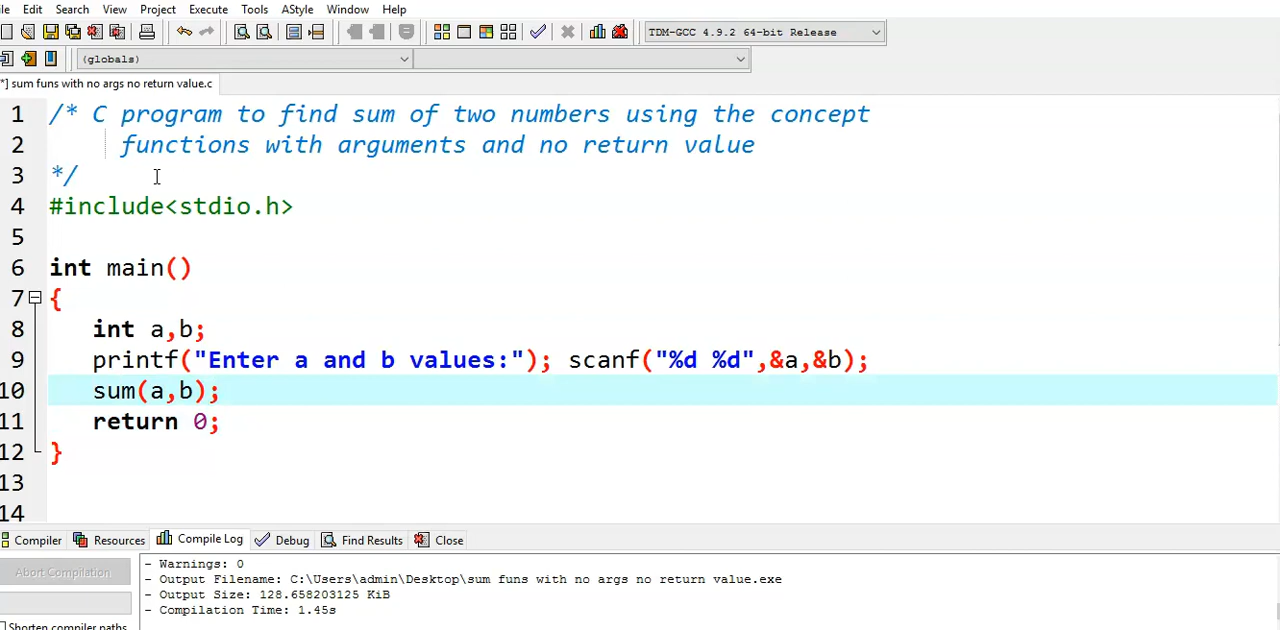 ile Edit Search View Project Execute Tools AStyle Window Help
TDM-GCC 4.9.2 64-bit Release
(globals)
*] sum funs with no args no return value.c
1 /* C program to find sum of two numbers using the concept
2 functions with arguments and no return value
3 */
4 #include<stdio.h>
5
6 int main()
7 {
8 int a,b;
9 printf("Enter a and b values:"); scanf("%d %d",&a,&b);
10 sum(a,b);
11 return 0;
12 }
13
14
Compiler Resources Compile Log Debug Find Results Close
Abort Compilation
- Warnings: 0
- Output Filename: C:\Users\admin\Desktop\sum funs with no args no return value.exe
- Output Size: 128.658203125 KiB
- Compilation Time: 1.45s
Shorten compiler paths